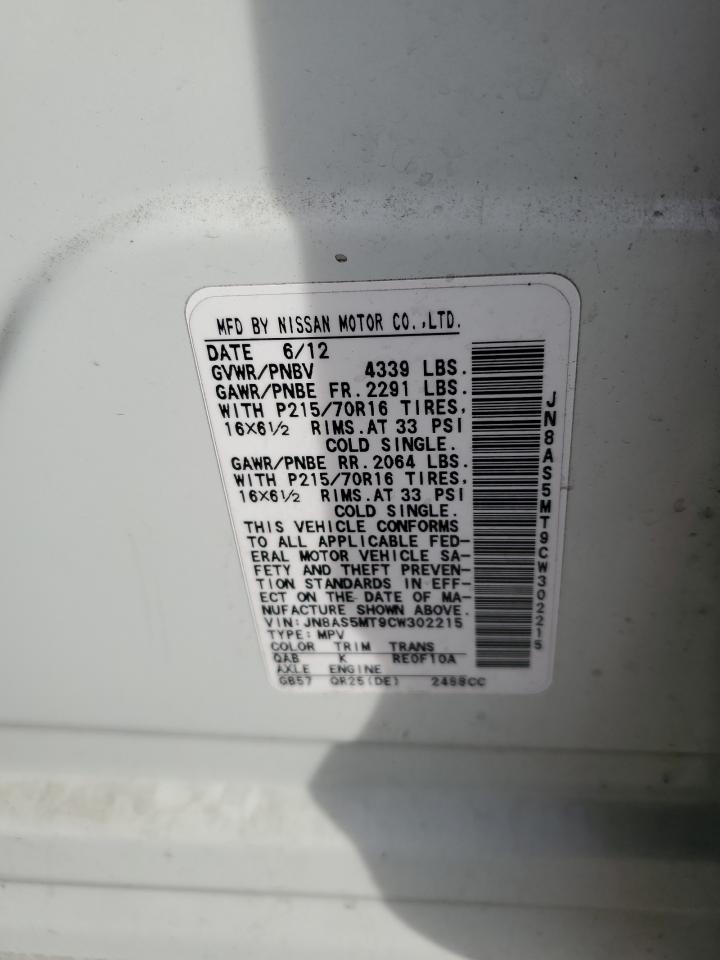 MFD BY NISSAN MOTOR CO.,LTD.
DATE 6/12
GVWR/PNBV 4339 LBS.
GAWR/PNBE FR.2291 LBS.
WITH P215/70R16 TIRES,
16X6½ RIMS.AT 33 PSI
COLD SINGLE.
GAWR/PNBE RR.2064 LBS.
WITH P215/70R16 TIRES,
16X6½ RIMS.AT 33 PSI
COLD SINGLE.
THIS VEHICLE CONFORMS
TO ALL APPLICABLE FED-
ERAL MOTOR VEHICLE SA-
FETY AND THEFT PREVEN-
TION STANDARDS IN EFF-
ECT ON THE DATE OF MA-
NUFACTURE SHOWN ABOVE.
VIN:JN8AS5MT9CW302215
TYPE:MPV
COLOR TRIM TRANS
QAB K RE0F10A
AXLE ENGINE
GB57 QR25(DE) 2488CC
JN8AS5MT9CW302215